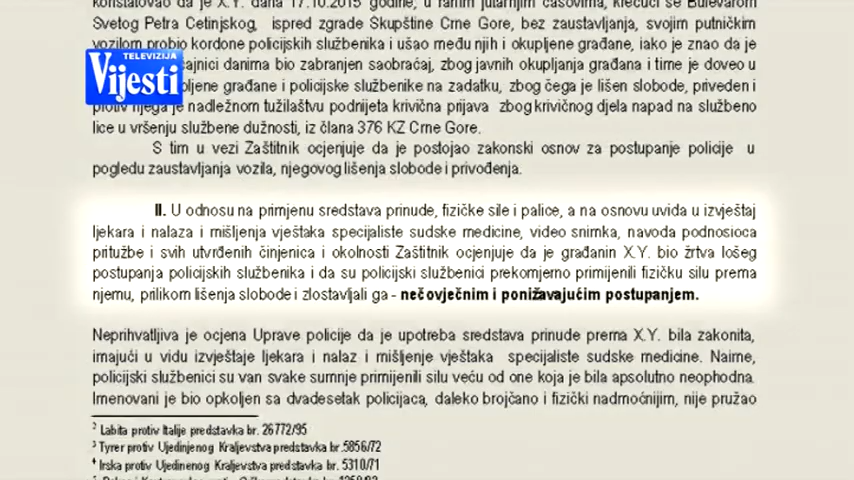 konstatovao da je X.Y. dana 17.10.2015 godine, u ranim jutarnjim časovima, krećući se Bulevarom
Svetog Petra Cetinjskog, ispred zgrade Skupštine Crne Gore, bez zaustavljanja, svojim putničkim
vozilom probio kordone policijskih službenika i ušao među njih i okupljene građane, iako je znao da je
danima bio zabranjen saobraćaj, zbog javnih okupljanja građana i time je doveo u
građane i policijske službenike na zadatku, zbog čega je lišen slobode, priveden i
protiv njega je nadležnom tužilaštvu podnijeta krivična prijava zbog krivičnog djela napad na službeno
lice u vršenju službene dužnosti, iz člana 376 KZ Crne Gore.
S tim u vezi Zaštitnik ocjenjuje da je postojao zakonski osnov za postupanje policije u
pogledu zaustavljanja vozila, njegovog lišenja slobode i privođenja.
TELEVIZIJA
Vijesti
II. U odnosu na primjenu sredstava prinude, fizičke sile i palice, a na osnovu uvida u izvještaj
ljekara i nalaza i mišljenja vještaka specijaliste sudske medicine, video snimka, navoda podnosioca
pritužbe i svih utvrđenih činjenica i okolnosti Zaštitnik ocjenjuje da je građanin X.Y. bio žrtva lošeg
postupanja policijskih službenika i da su policijski službenici prekomjerno primijenili fizičku silu prema
njemu, prilikom lišenja slobode i zlostavljali ga - nečovječnim i ponižavajućim postupanjem.
Neprihvatljiva je ocjena Uprave policije da je upotreba sredstava prinude prema X.Y. bila zakonita,
imajući u vidu izvještaje ljekara i nalaz i mišljenje vještaka specijaliste sudske medicine. Naime,
policijski službenici su van svake sumnje primijenili silu veću od one koja je bila apsolutno neophodna.
Imenovani je bio opkoljen sa dvadesetak policajaca, daleko brojčano i fizički nadmoćnijim, nije pružao
2 Labita protiv Italije predstavka br. 26772/95
3 Tyrer protiv Ujedinjenog Kraljevstva predstavka br.5856/72
4 Irska protiv Ujedinenog Kraljevstva predstavka br. 5310/71